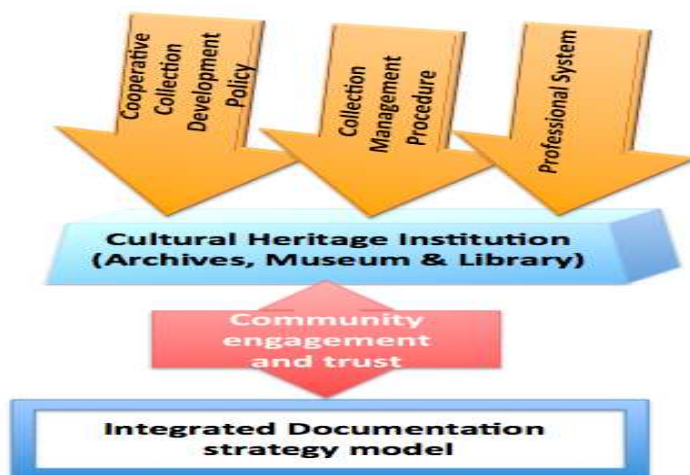 Cooperative
Collection
Development
Policy
Collection
Management
Procedure
Professional System
Cultural Heritage Institution
(Archives, Museum & Library)
Community
engagement
and trust
Integrated Documentation
strategy model